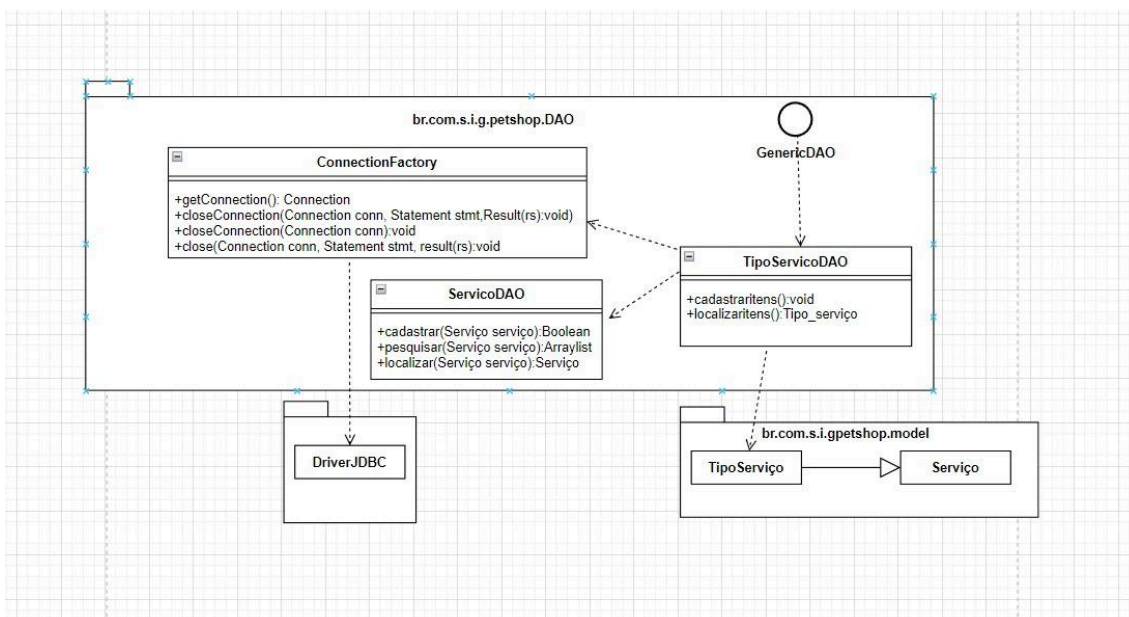 br.com.s.i.g.petshop.DAO
GenericDAO
ConnectionFactory
+getConnection(): Connection
+closeConnection(Connection conn, Statement stmt,Result(rs):void)
+closeConnection(Connection conn):void
+close(Connection conn, Statement stmt, result(rs):void
TipoServicoDAO
+cadastraritens():void
+localizaritens():Tipo_serviço
ServicoDAO
+cadastrar(Serviço serviço):Boolean
+pesquisar(Serviço serviço):Arraylist
+localizar(Serviço serviço):Serviço
DriverJDBC
br.com.s.i.gpetshop.model
TipoServiço
Serviço